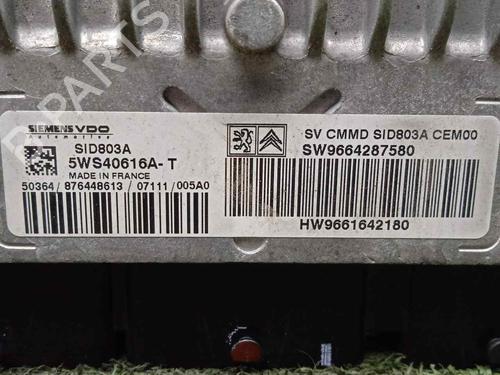 B PARTS
SIEMENS VDO
Automotive
SID803A
5WS40616A-T
MADE IN FRANCE
50364 / 876448613 / 07111 / 005A0
SV CMMD SID803A CEM00
SW9664287580
HW9661642180